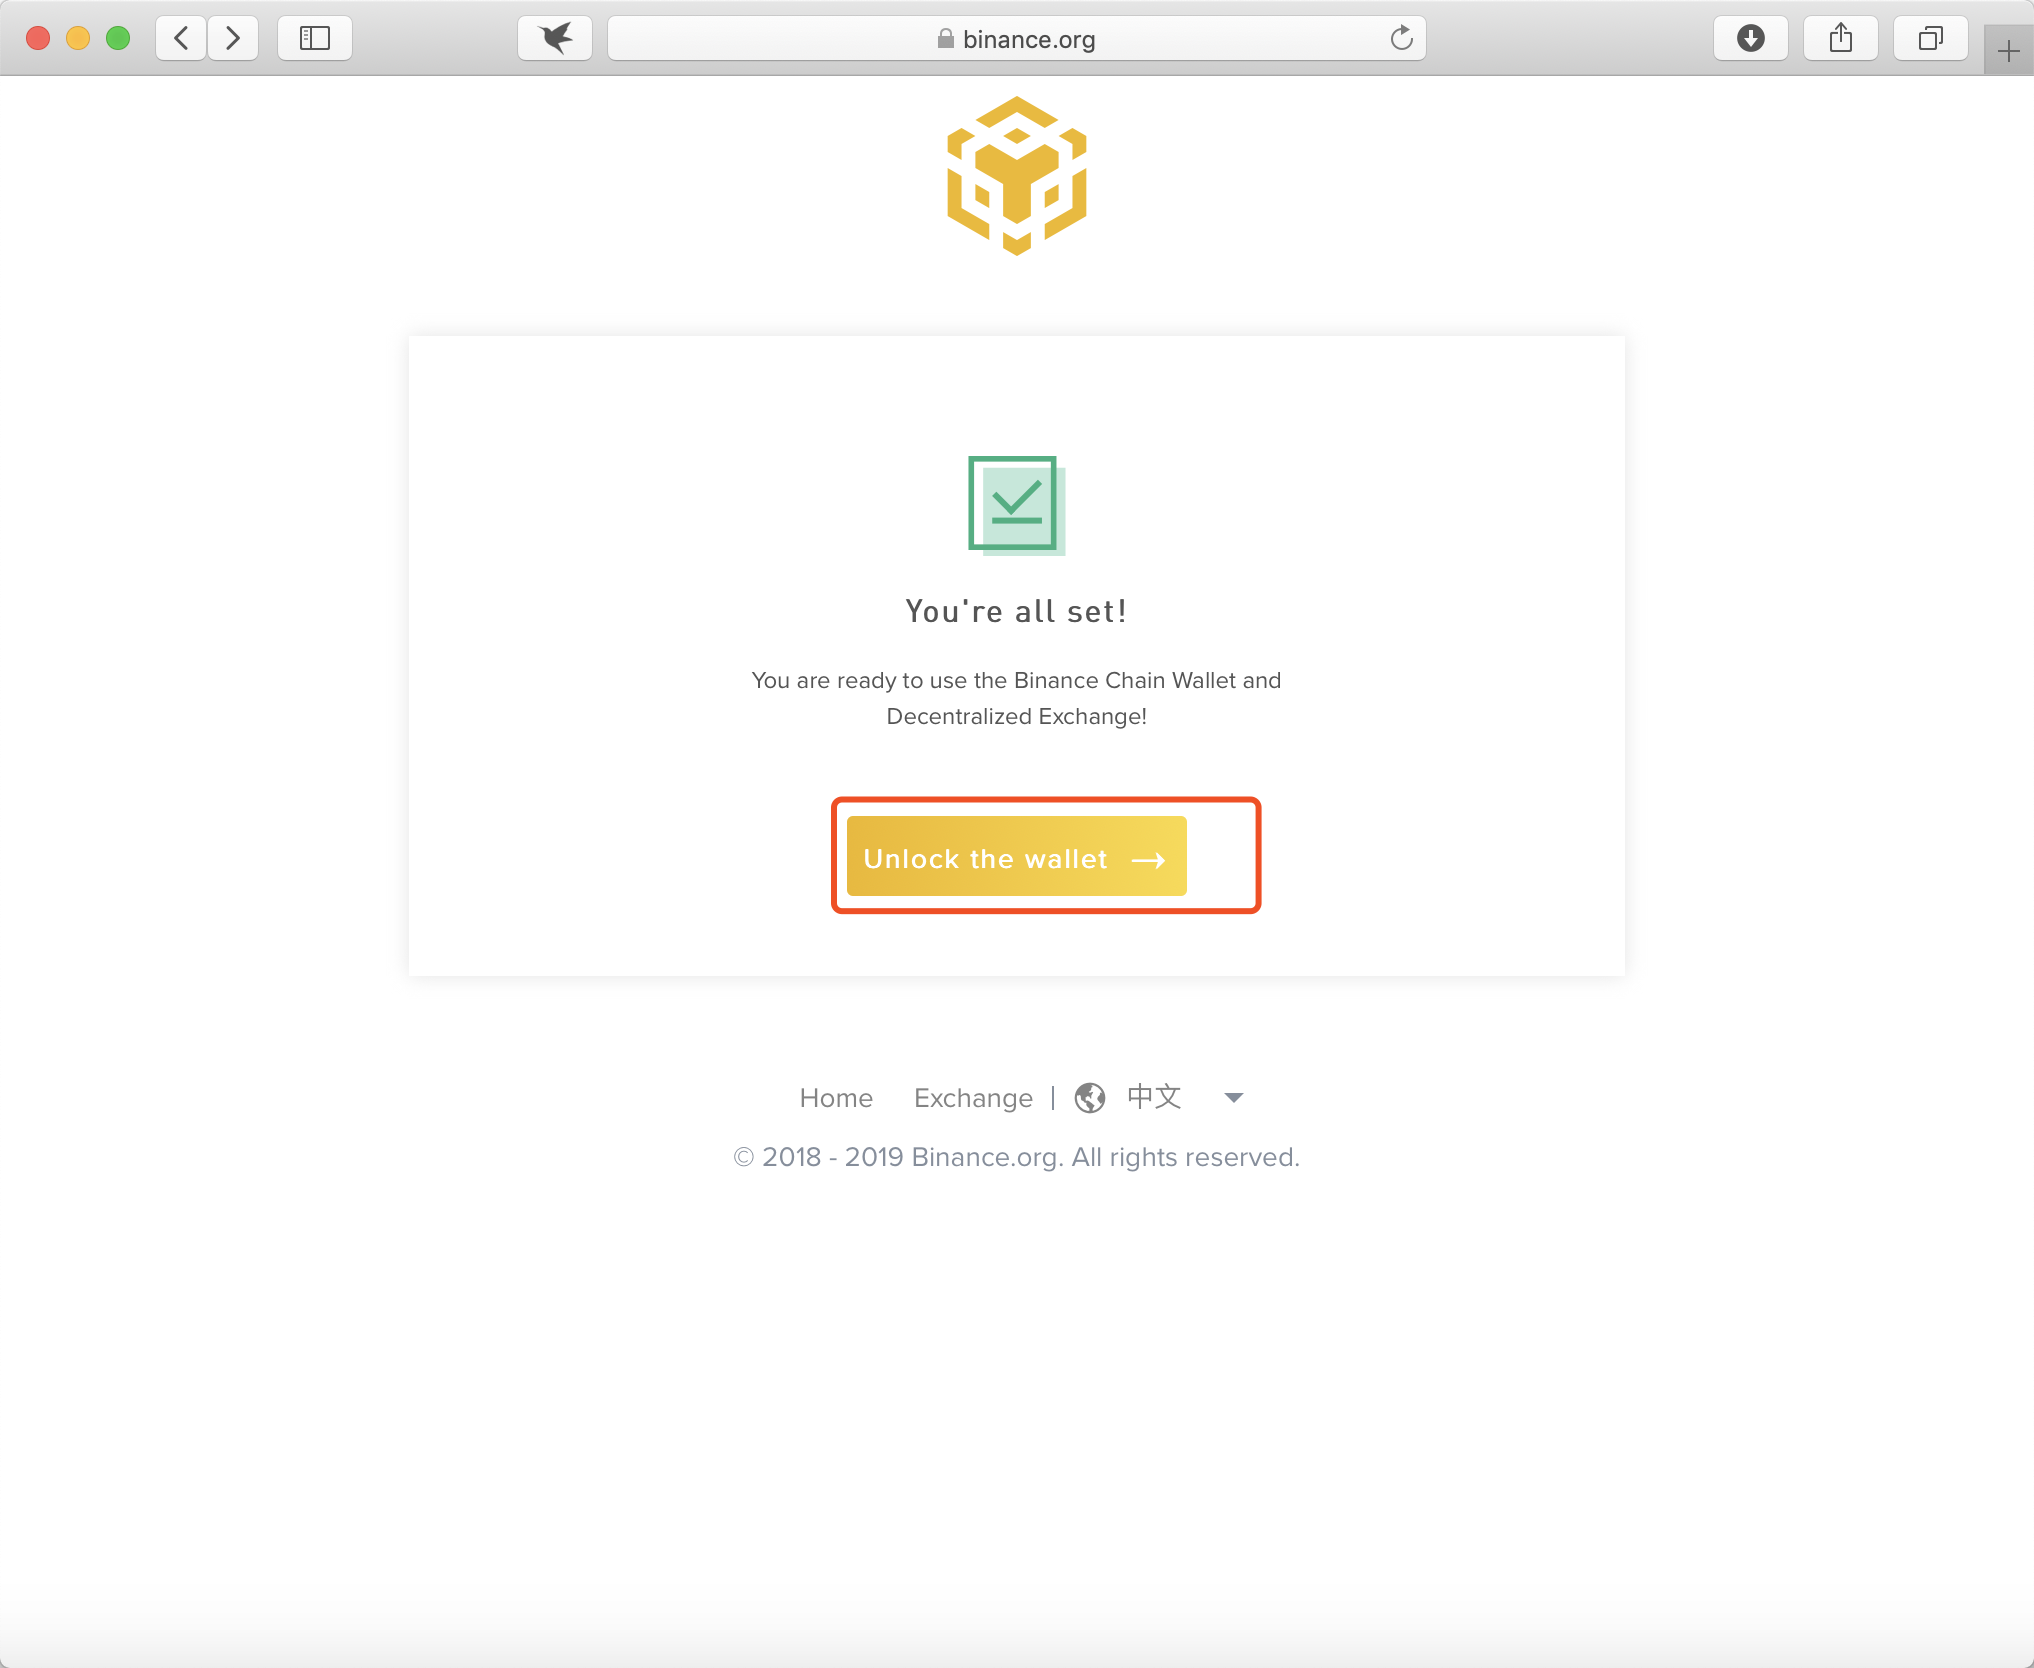 binance.org
You're all set!
You are ready to use the Binance Chain Wallet and
Decentralized Exchange!
Unlock the wallet →
Home Exchange | 中文
© 2018 - 2019 Binance.org. All rights reserved.